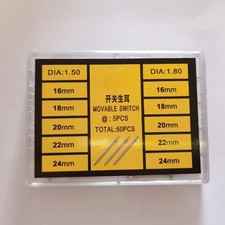 DIA:1.50
16mm
18mm
20mm
22mm
24mm
开关生耳
MOVABLE SWITCH
@ : 5PCS
TOTAL:50PCS
DIA:1.80
16mm
18mm
20mm
22mm
24mm